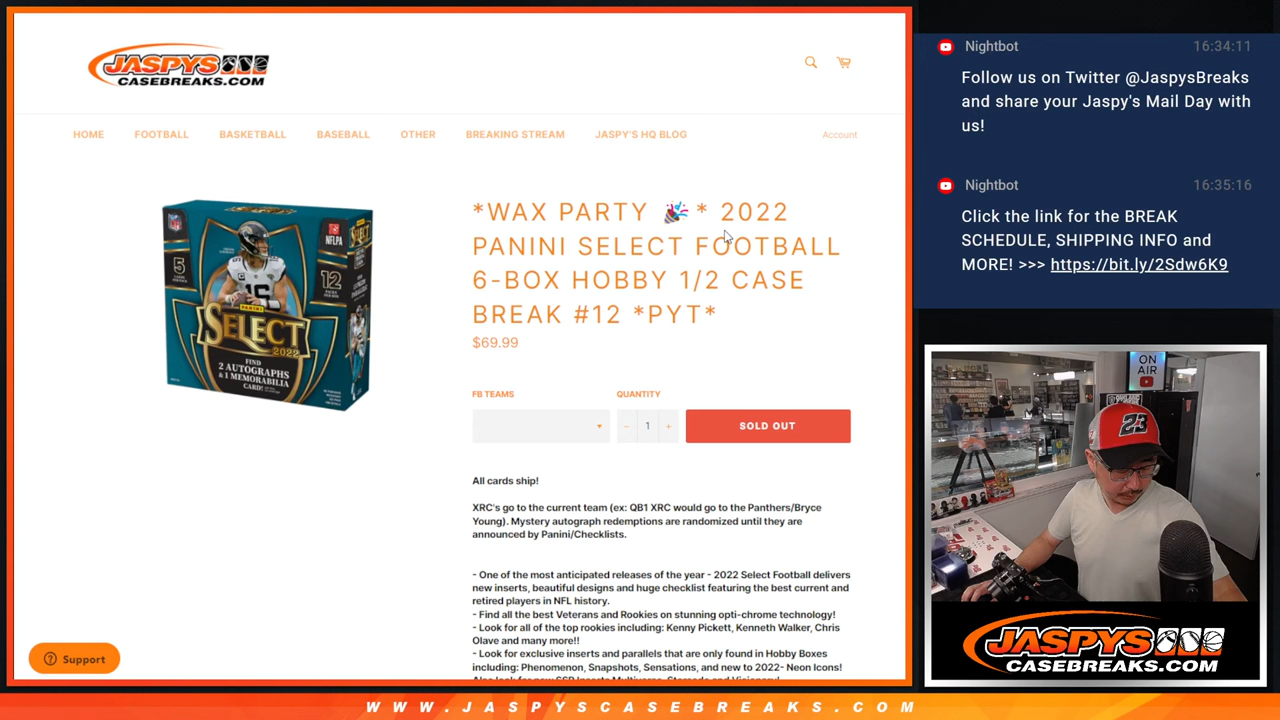 JASPYS
CASEBREAKS.COM
HOME
FOOTBALL
BASKETBALL
BASEBALL
OTHER
BREAKING STREAM
JASPY'S HQ BLOG
Account
NFL
NFLPA
5
12
PANINI
SELECT
2022
FIND
2 AUTOGRAPHS
& 1 MEMORABILIA
CARD!
*WAX PARTY 🎉* 2022
PANINI SELECT FOOTBALL
6-BOX HOBBY 1/2 CASE
BREAK #12 *PYT*
$69.99
FB TEAMS
QUANTITY
− 1 +
SOLD OUT
All cards ship!
XRC's go to the current team (ex: QB1 XRC would go to the Panthers/Bryce
Young). Mystery autograph redemptions are randomized until they are
announced by Panini/Checklists.
- One of the most anticipated releases of the year - 2022 Select Football delivers
new inserts, beautiful designs and huge checklist featuring the best current and
retired players in NFL history.
- Find all the best Veterans and Rookies on stunning opti-chrome technology!
- Look for all of the top rookies including: Kenny Pickett, Kenneth Walker, Chris
Olave and many more!!
- Look for exclusive inserts and parallels that are only found in Hobby Boxes
including: Phenomenon, Snapshots, Sensations, and new to 2022- Neon Icons!
Support
Nightbot 16:34:11
Follow us on Twitter @JaspysBreaks
and share your Jaspy's Mail Day with
us!
Nightbot 16:35:16
Click the link for the BREAK
SCHEDULE, SHIPPING INFO and
MORE! >>> https://bit.ly/2Sdw6K9
ON
AIR
23
JASPYS
CASEBREAKS.COM
WWW.JASPYSCASEBREAKS.COM